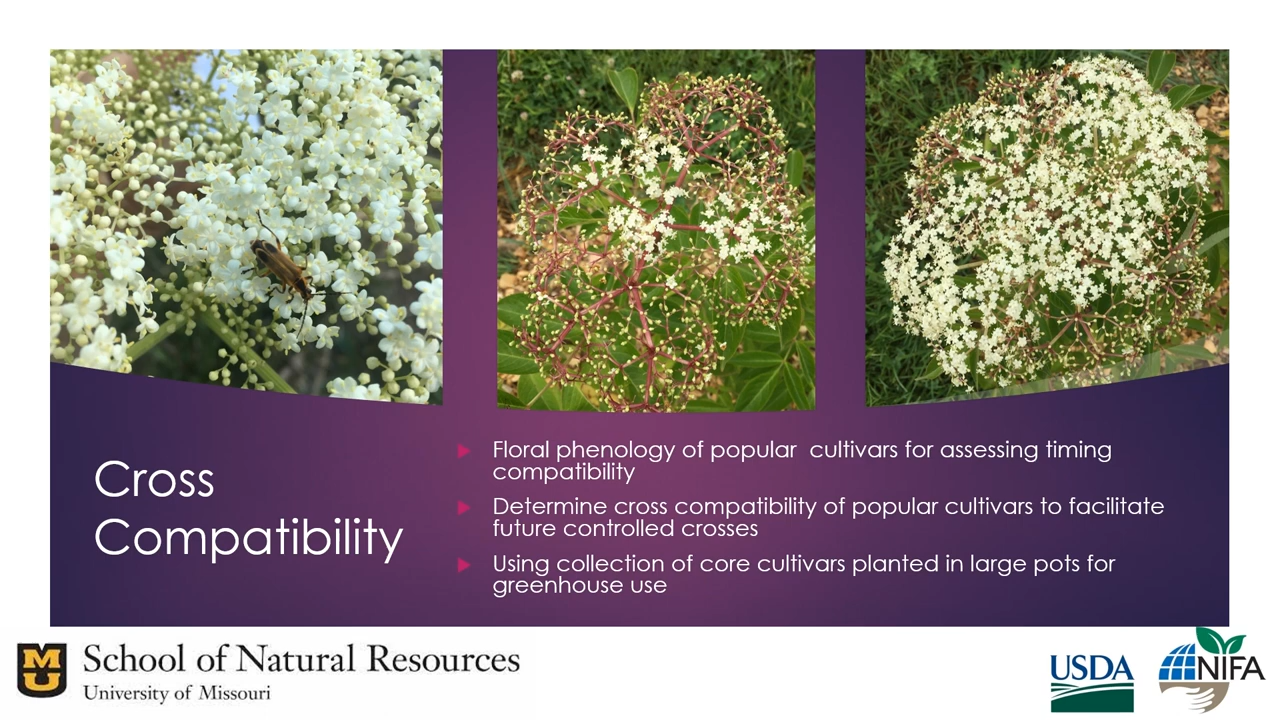 Cross
Compatibility
Floral phenology of popular  cultivars for assessing timing
compatibility
Determine cross compatibility of popular cultivars to facilitate
future controlled crosses
Using collection of core cultivars planted in large pots for
greenhouse use
MU
School of Natural Resources
University of Missouri
USDA
NIFA